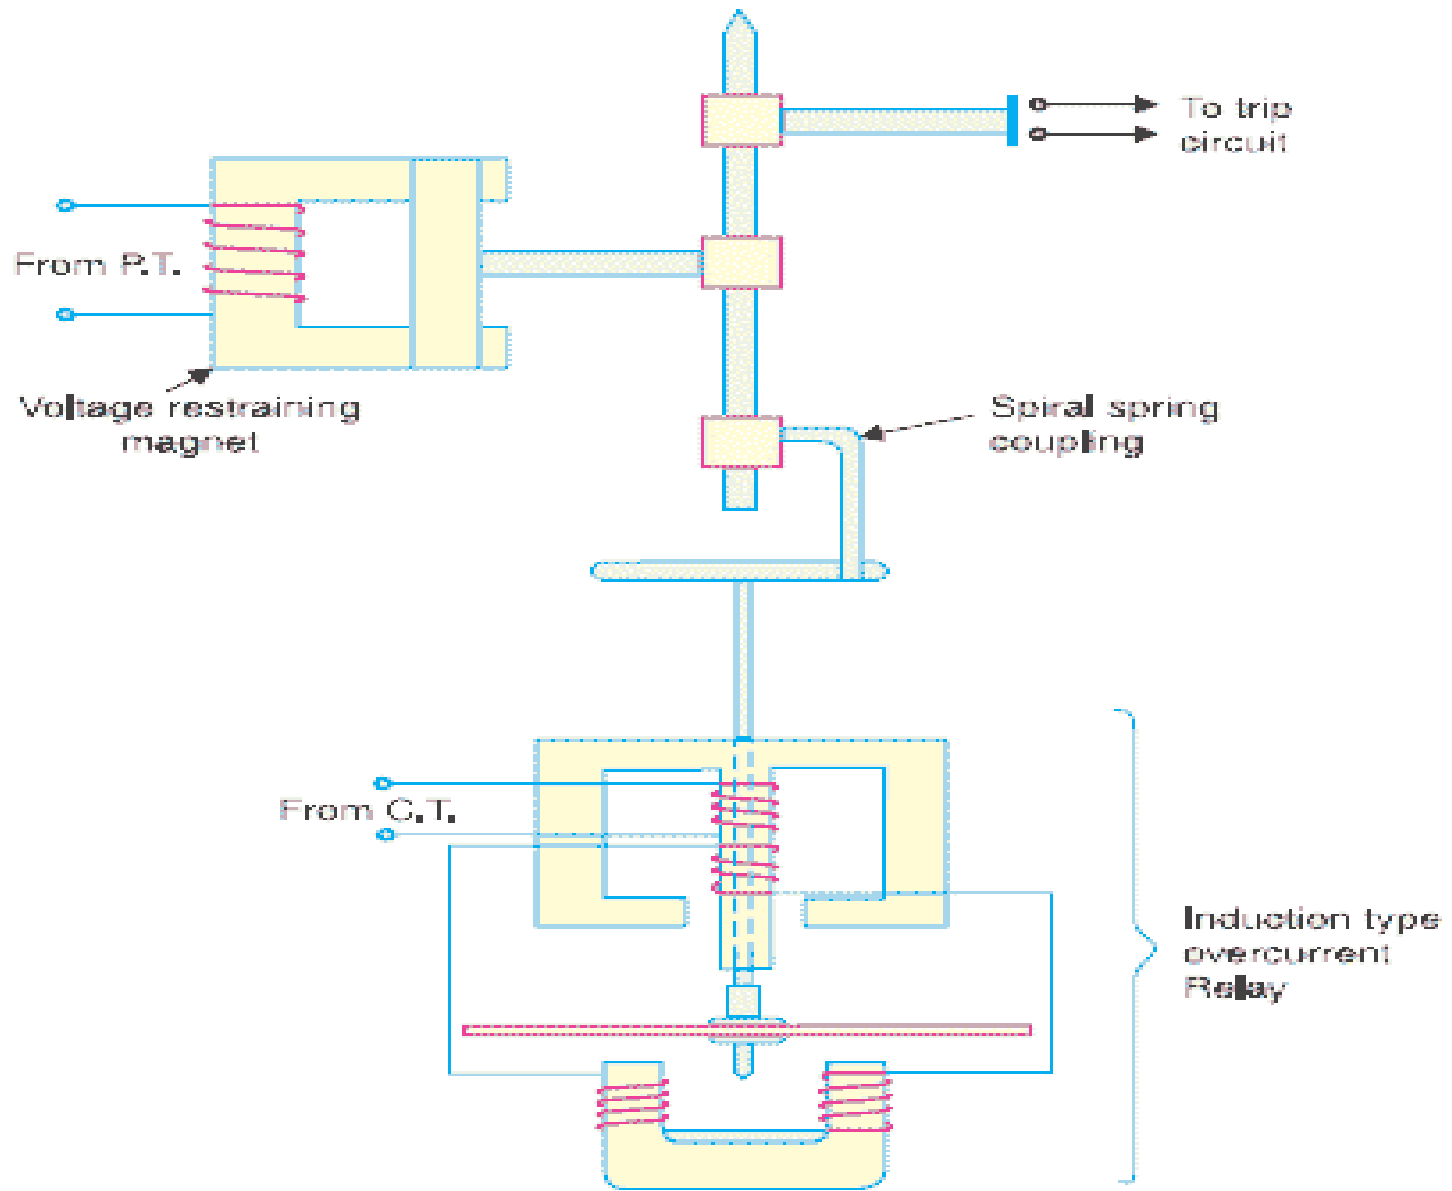 To trip
circuit
From P.T.
Voltage restraining
magnet
Spiral spring
coupling
From C.T.
Induction type
overcurrent
Relay